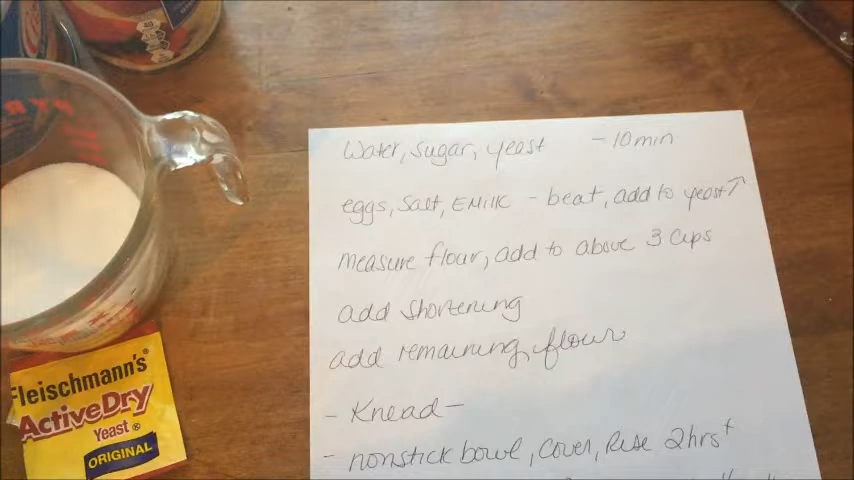 Water, sugar, yeast - 10min
eggs, Salt, EMILK - beat, add to yeast ↗
measure flour, add to above 3 Cups
add shortening
add remaining flour
- Knead -
- nonstick bowl, cover, Rise 2hrs+
Fleischmann's
ActiveDry
Yeast ®
ORIGINAL